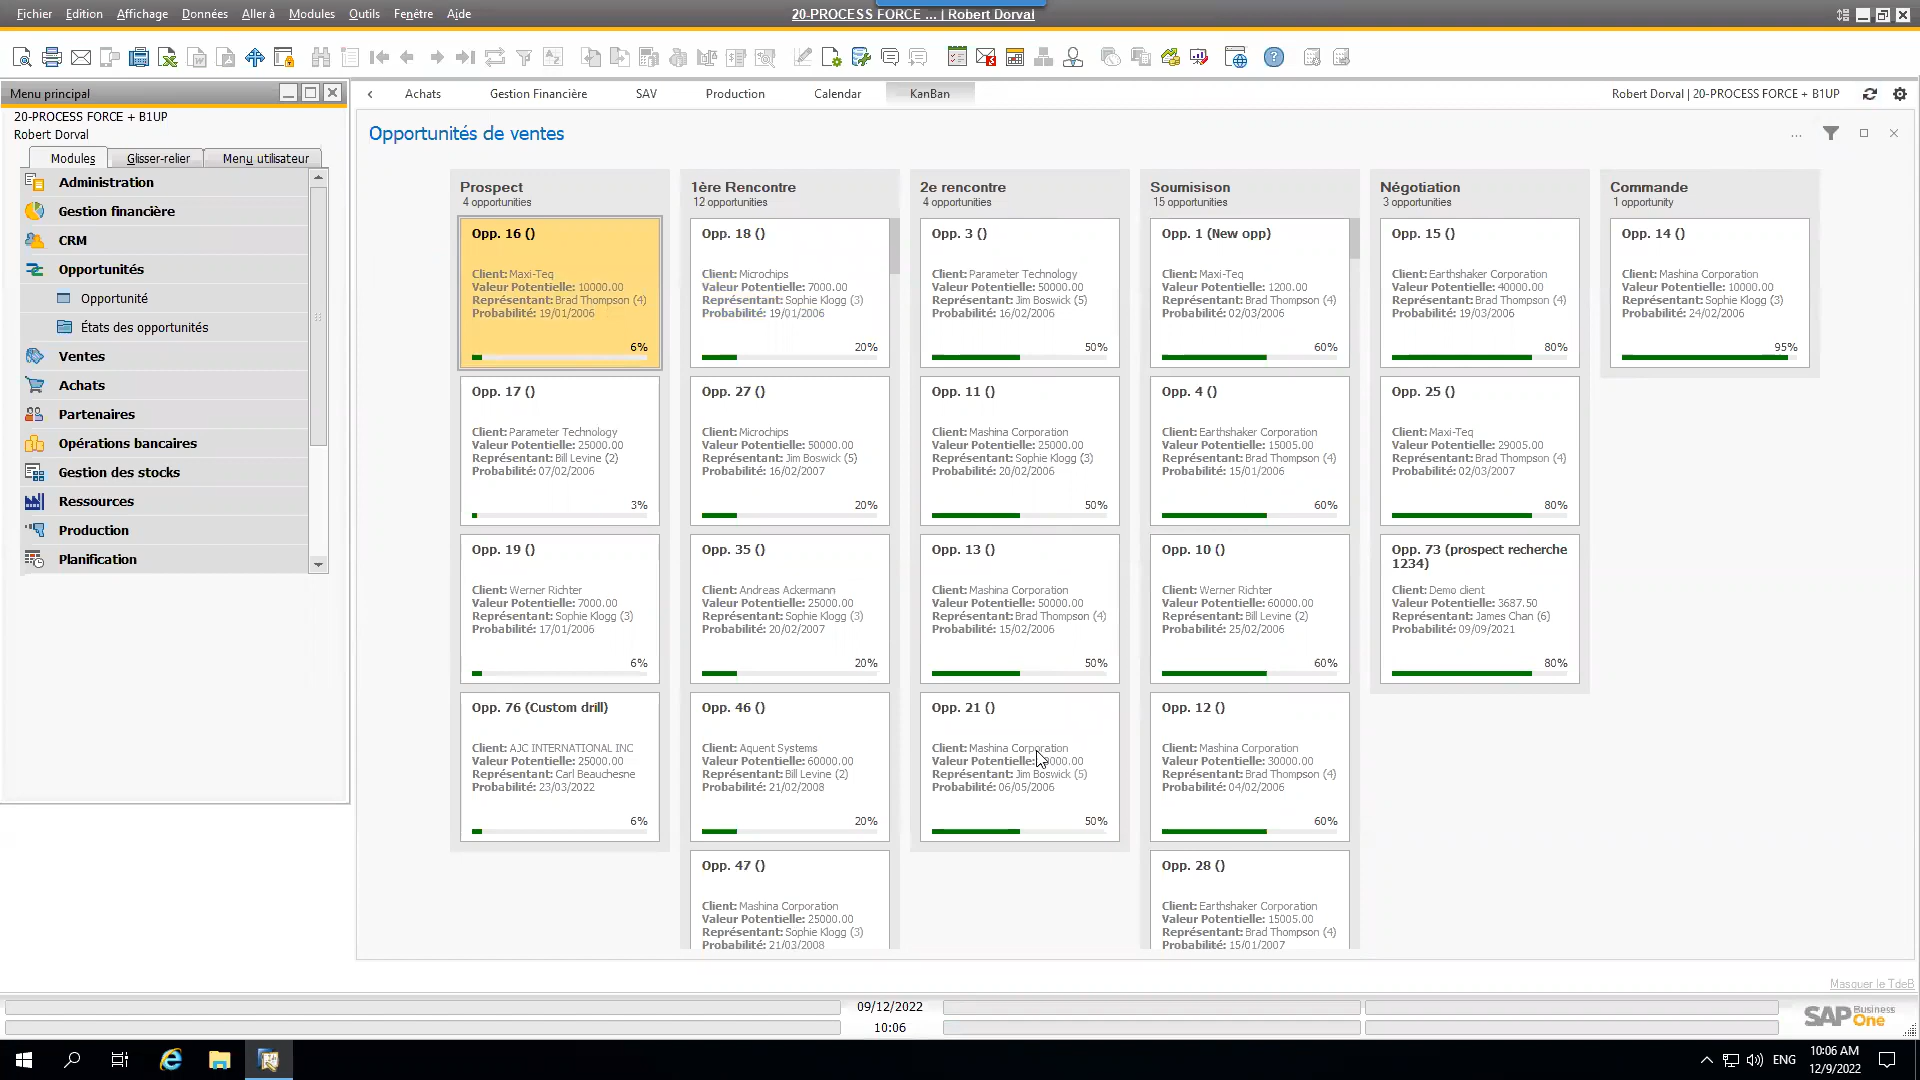 Fichier Edition Affichage Données Aller à Modules Outils Fenêtre Aide
20-PROCESS FORCE ... | Robert Dorval
Menu principal
20-PROCESS FORCE + B1UP
Robert Dorval
Modules Glisser-relier Menu utilisateur
Administration
Gestion financière
CRM
Opportunités
Opportunité
États des opportunités
Ventes
Achats
Partenaires
Opérations bancaires
Gestion des stocks
Ressources
Production
Planification
Achats Gestion Financière SAV Production Calendar KanBan
Robert Dorval | 20-PROCESS FORCE + B1UP
Opportunités de ventes
Prospect
4 opportunities
Opp. 16 ()
Client: Maxi-Teq
Valeur Potentielle: 10000.00
Représentant: Brad Thompson (4)
Probabilité: 19/01/2006
6%
Opp. 17 ()
Client: Parameter Technology
Valeur Potentielle: 25000.00
Représentant: Bill Levine (2)
Probabilité: 07/02/2006
3%
Opp. 19 ()
Client: Werner Richter
Valeur Potentielle: 7000.00
Représentant: Sophie Klogg (3)
Probabilité: 17/01/2006
6%
Opp. 76 (Custom drill)
Client: AJC INTERNATIONAL INC
Valeur Potentielle: 25000.00
Représentant: Carl Beauchesne
Probabilité: 23/03/2022
6%
1ère Rencontre
12 opportunities
Opp. 18 ()
Client: Microchips
Valeur Potentielle: 7000.00
Représentant: Sophie Klogg (3)
Probabilité: 19/01/2006
20%
Opp. 27 ()
Client: Microchips
Valeur Potentielle: 50000.00
Représentant: Jim Boswick (5)
Probabilité: 16/02/2007
20%
Opp. 35 ()
Client: Andreas Ackermann
Valeur Potentielle: 25000.00
Représentant: Sophie Klogg (3)
Probabilité: 20/02/2007
20%
Opp. 46 ()
Client: Aquent Systems
Valeur Potentielle: 60000.00
Représentant: Bill Levine (2)
Probabilité: 21/02/2008
20%
Opp. 47 ()
Client: Mashina Corporation
Valeur Potentielle: 25000.00
Représentant: Sophie Klogg (3)
Probabilité: 21/03/2008
2e rencontre
4 opportunities
Opp. 3 ()
Client: Parameter Technology
Valeur Potentielle: 50000.00
Représentant: Jim Boswick (5)
Probabilité: 16/02/2006
50%
Opp. 11 ()
Client: Mashina Corporation
Valeur Potentielle: 25000.00
Représentant: Sophie Klogg (3)
Probabilité: 20/02/2006
50%
Opp. 13 ()
Client: Mashina Corporation
Valeur Potentielle: 50000.00
Représentant: Brad Thompson (4)
Probabilité: 15/02/2006
50%
Opp. 21 ()
Client: Mashina Corporation
Valeur Potentielle:
Représentant: Jim Boswick (5)
Probabilité: 06/05/2006
50%
Soumisison
15 opportunities
Opp. 1 (New opp)
Client: Maxi-Teq
Valeur Potentielle: 1200.00
Représentant: Brad Thompson (4)
Probabilité: 02/03/2006
60%
Opp. 4 ()
Client: Earthshaker Corporation
Valeur Potentielle: 15005.00
Représentant: Brad Thompson (4)
Probabilité: 15/01/2006
60%
Opp. 10 ()
Client: Werner Richter
Valeur Potentielle: 60000.00
Représentant: Bill Levine (2)
Probabilité: 25/02/2006
60%
Opp. 12 ()
Client: Mashina Corporation
Valeur Potentielle: 30000.00
Représentant: Brad Thompson (4)
Probabilité: 04/02/2006
60%
Opp. 28 ()
Client: Earthshaker Corporation
Valeur Potentielle: 15005.00
Représentant: Brad Thompson (4)
Probabilité: 15/01/2007
Négotiation
3 opportunities
Opp. 15 ()
Client: Earthshaker Corporation
Valeur Potentielle: 40000.00
Représentant: Brad Thompson (4)
Probabilité: 19/03/2006
80%
Opp. 25 ()
Client: Maxi-Teq
Valeur Potentielle: 29005.00
Représentant: Brad Thompson (4)
Probabilité: 02/03/2007
80%
Opp. 73 (prospect recherche
1234)
Client: Demo client
Valeur Potentielle: 3687.50
Représentant: James Chan (6)
Probabilité: 09/09/2021
80%
Commande
1 opportunity
Opp. 14 ()
Client: Mashina Corporation
Valeur Potentielle: 10000.00
Représentant: Sophie Klogg (3)
Probabilité: 24/02/2006
95%
Masquer le TdeB
09/12/2022
10:06
SAP Business One
ENG
10:06 AM
12/9/2022